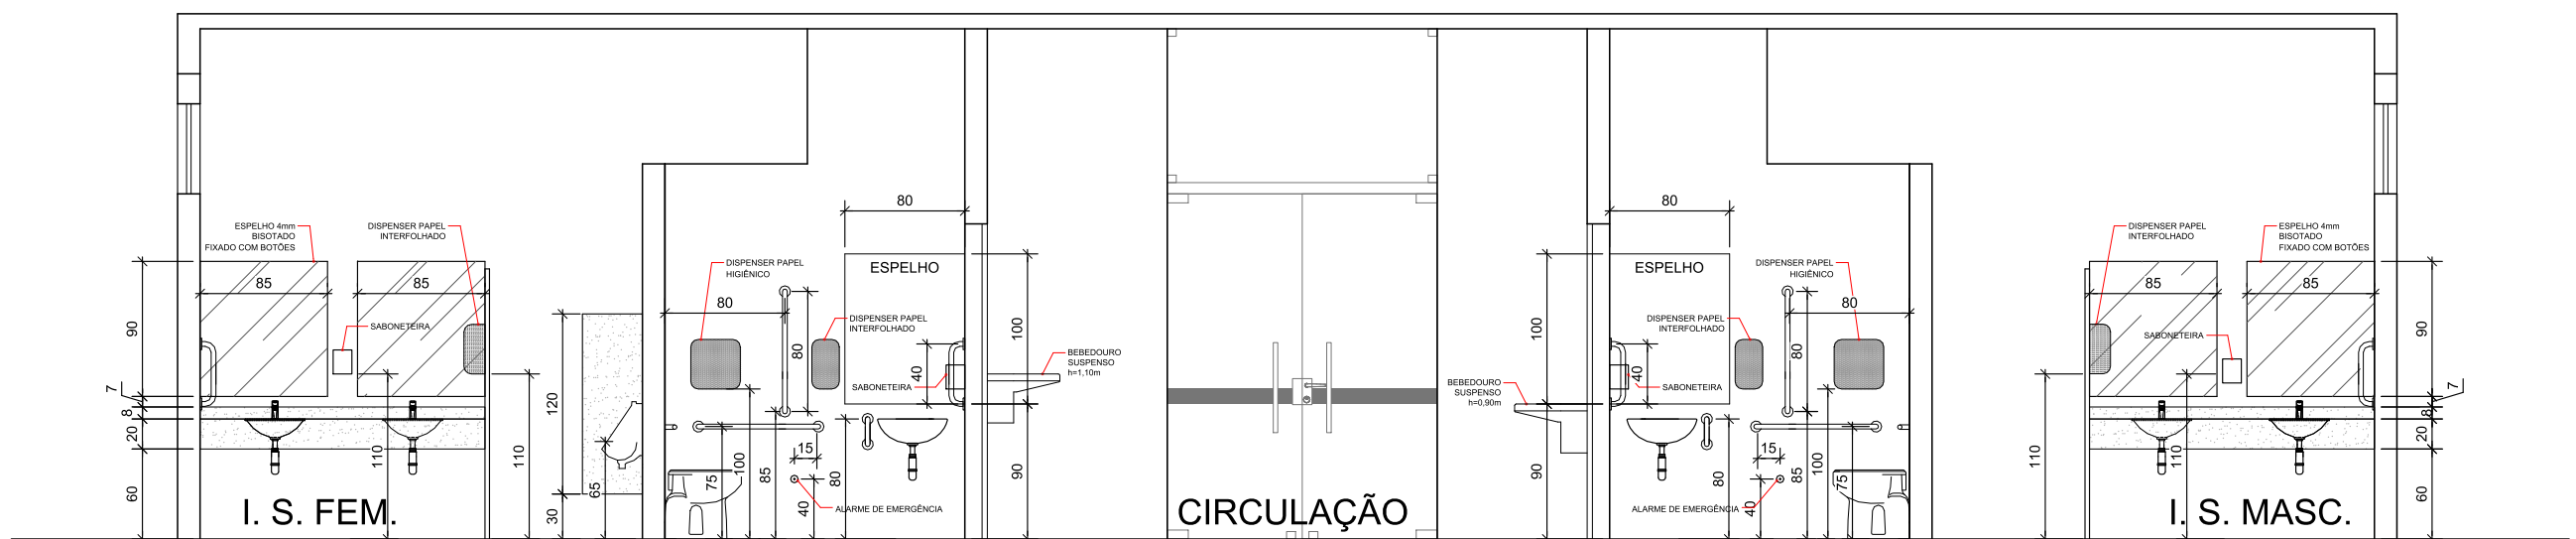 ESPELHO 4mm
BISOTADO
FIXADO COM BOTÕES
DISPENSER PAPEL
INTERFOLHADO
85
85
SABONETEIRA
90
7
8
20
60
110
110
I. S. FEM.
120
30
65
DISPENSER PAPEL
HIGIÊNICO
80
80
DISPENSER PAPEL
INTERFOLHADO
80
ESPELHO
SABONETEIRA
40
100
90
75
100
85
15
40
80
ALARME DE EMERGÊNCIA
BEBEDOURO
SUSPENSO
h=1,10m
CIRCULAÇÃO
BEBEDOURO
SUSPENSO
h=0,90m
100
90
80
ESPELHO
40
SABONETEIRA
DISPENSER PAPEL
HIGIÊNICO
DISPENSER PAPEL
INTERFOLHADO
80
80
80
15
40
85
100
75
ALARME DE EMERGÊNCIA
DISPENSER PAPEL
INTERFOLHADO
ESPELHO 4mm
BISOTADO
FIXADO COM BOTÕES
85
85
SABONETEIRA
110
110
90
7
8
20
60
I. S. MASC.